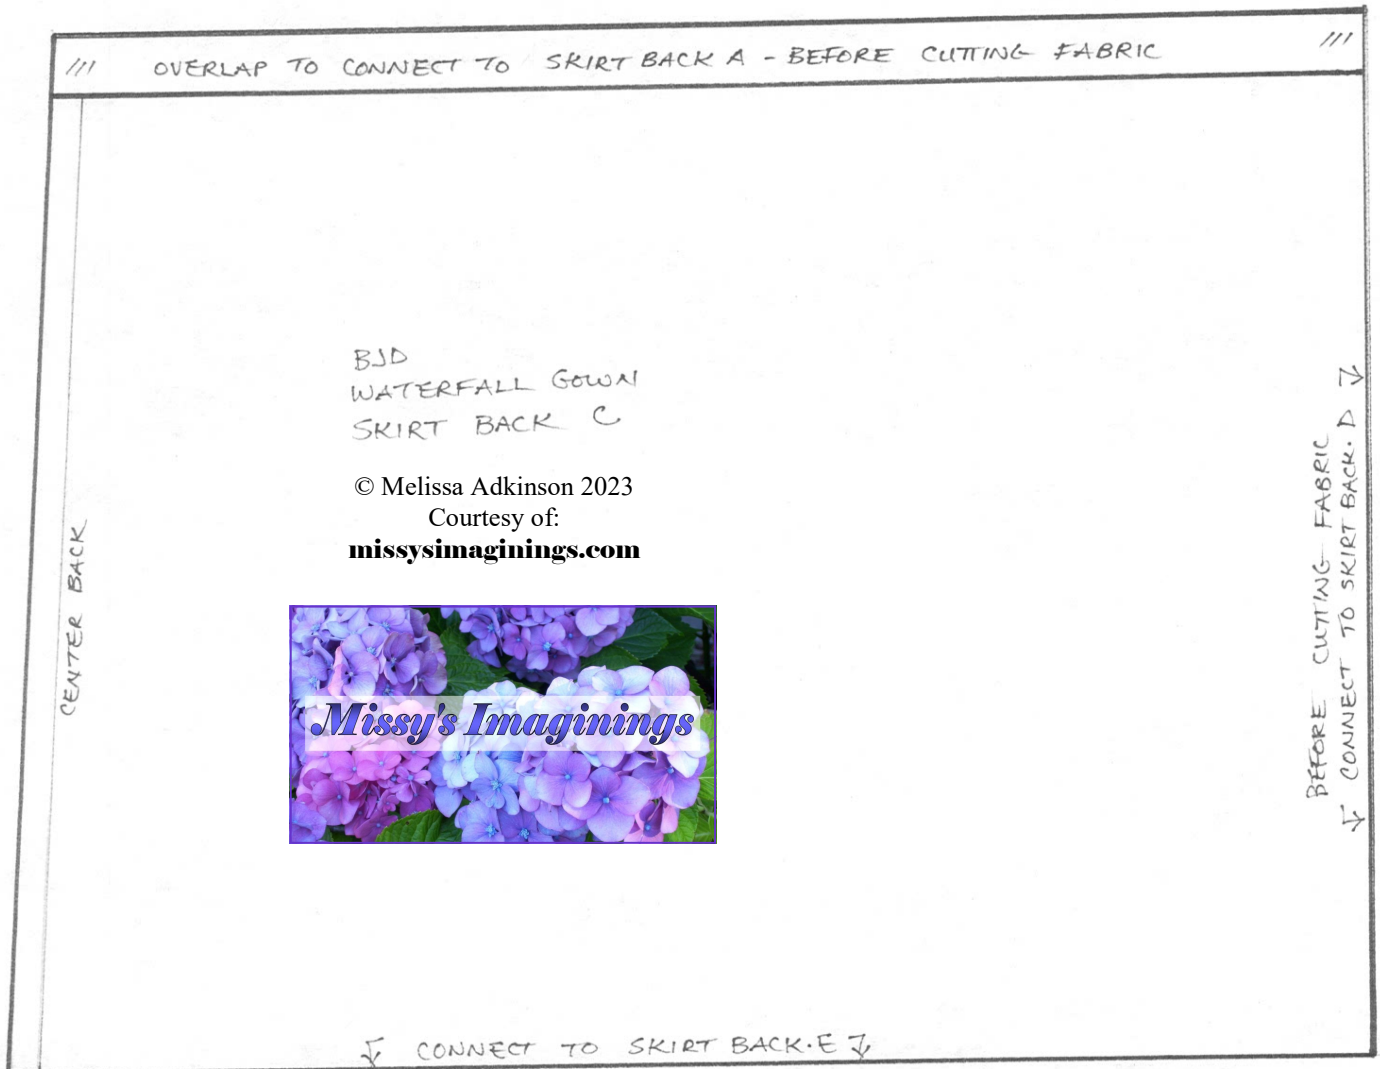 /// OVERLAP TO CONNECT TO SKIRT BACK A - BEFORE CUTTING FABRIC ///
BJD
WATERFALL GOWN
SKIRT BACK C
© Melissa Adkinson 2023
Courtesy of:
missysimaginings.com
Missy's Imaginings
CENTER BACK
BEFORE CUTTING FABRIC
CONNECT TO SKIRT BACK. D
CONNECT TO SKIRT BACK.E